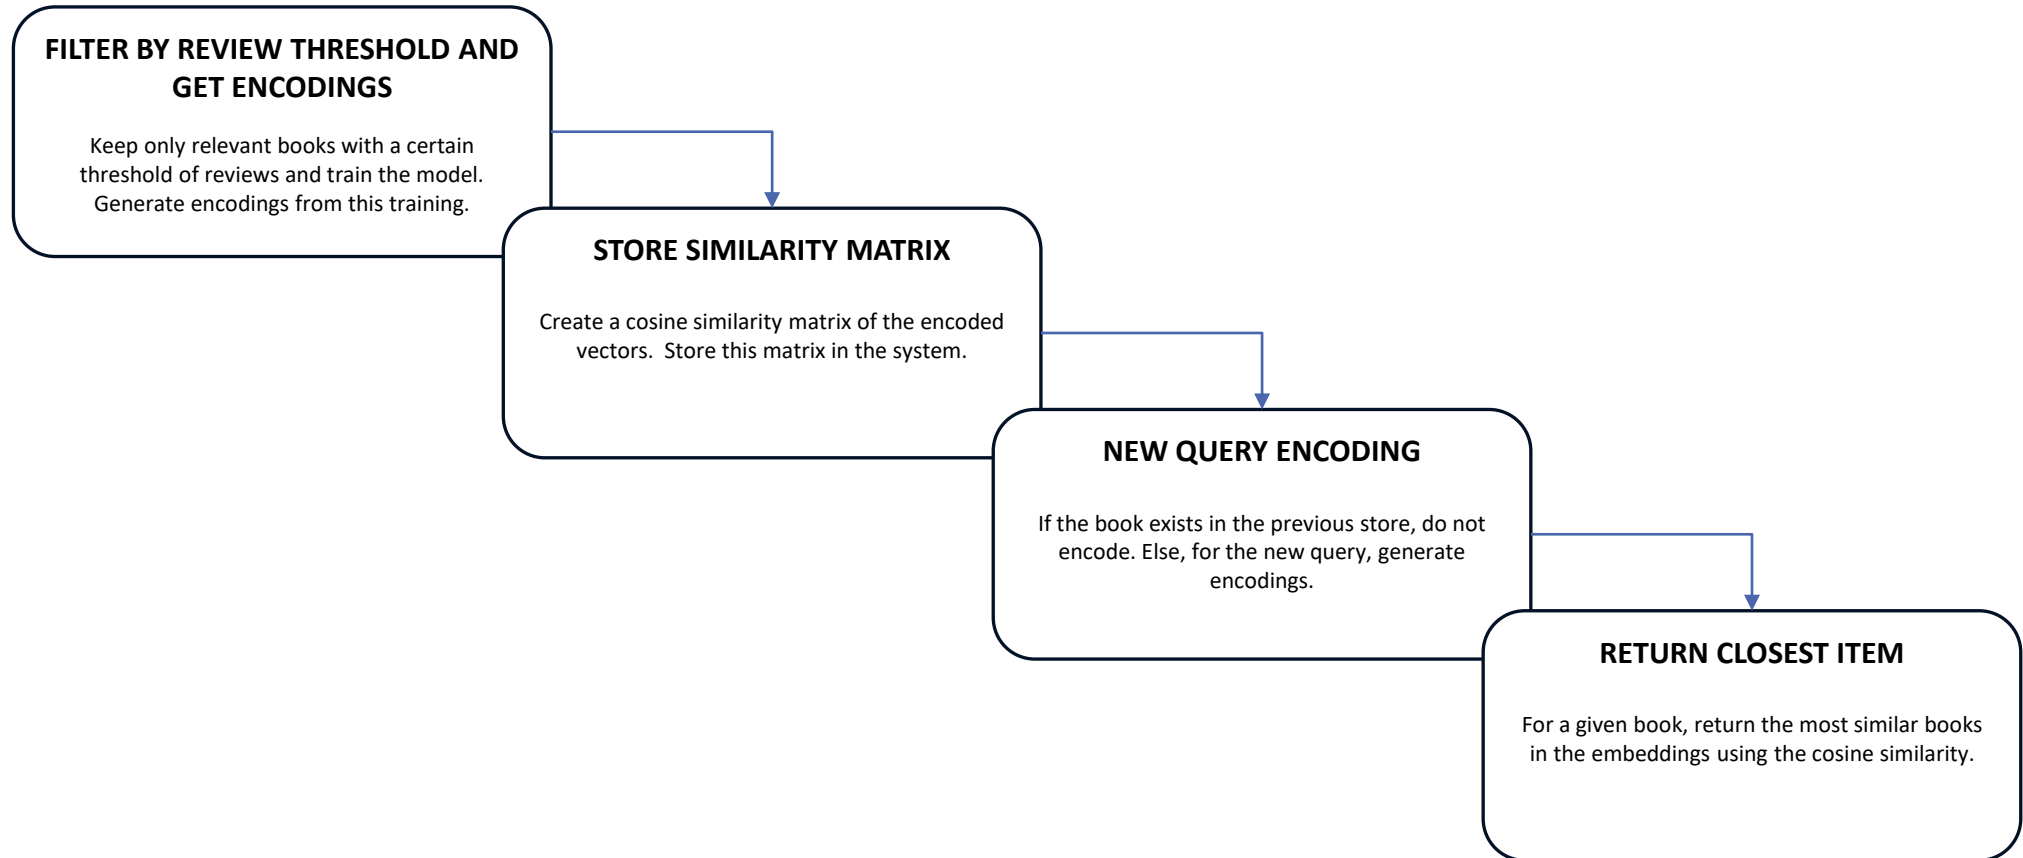 FILTER BY REVIEW THRESHOLD AND
GET ENCODINGS
Keep only relevant books with a certain
threshold of reviews and train the model.
Generate encodings from this training.
STORE SIMILARITY MATRIX
Create a cosine similarity matrix of the encoded
vectors.  Store this matrix in the system.
NEW QUERY ENCODING
If the book exists in the previous store, do not
encode. Else, for the new query, generate
encodings.
RETURN CLOSEST ITEM
For a given book, return the most similar books
in the embeddings using the cosine similarity.